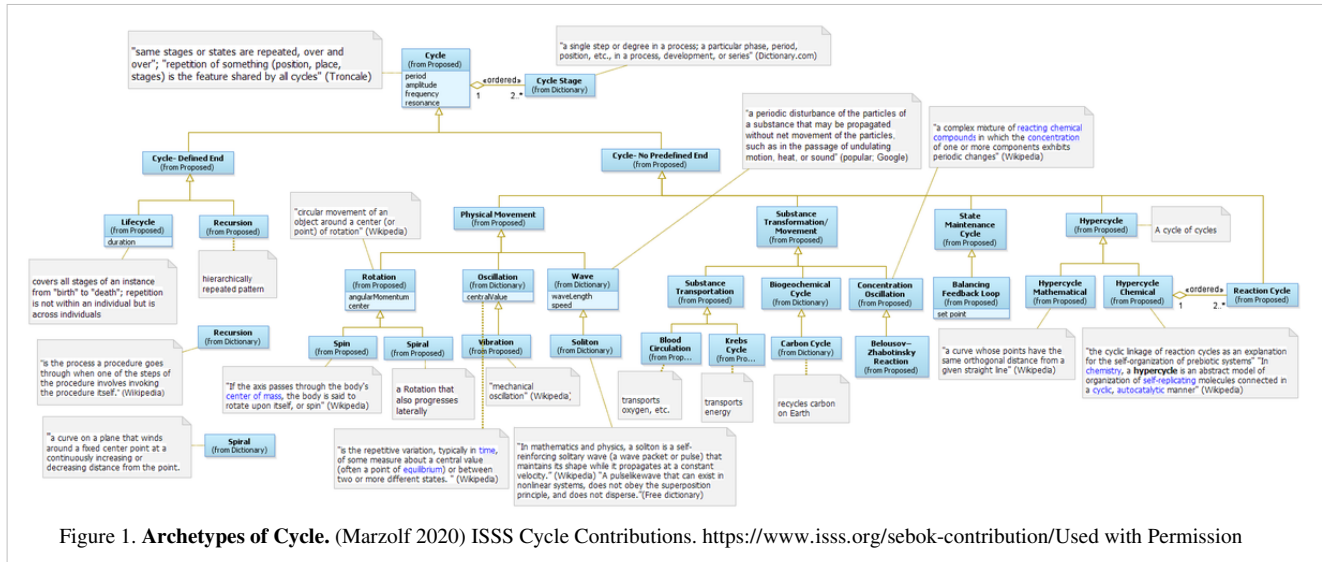 "same stages or states are repeated, over and
over"; "repetition of something (position, place,
stages) is the feature shared by all cycles" (Troncale)
Cycle
(from Proposed)
period
amplitude
frequency
resonance
«ordered»
1
2..*
Cycle Stage
(from Dictionary)
"a single step or degree in a process; a particular phase, period,
position, etc., in a process, development, or series" (Dictionary.com)
"a periodic disturbance of the particles of
a substance that may be propagated
without net movement of the particles,
such as in the passage of undulating
motion, heat, or sound" (popular; Google)
"a complex mixture of reacting chemical
compounds in which the concentration
of one or more components exhibits
periodic changes" (Wikipedia)
Cycle- Defined End
(from Proposed)
Cycle- No Predefined End
(from Proposed)
Lifecycle
(from Proposed)
duration
Recursion
(from Proposed)
"circular movement of an
object around a center (or
point) of rotation" (Wikipedia)
Physical Movement
(from Proposed)
Substance
Transformation/
Movement
(from Proposed)
State
Maintenance
Cycle
(from Proposed)
Hypercycle
(from Proposed)
A cycle of cycles
covers all stages of an instance
from "birth" to "death"; repetition
is not within an individual but is
across individuals
hierarchically
repeated pattern
Rotation
(from Proposed)
angularMomentum
center
Oscillation
(from Dictionary)
centralValue
Wave
(from Dictionary)
waveLength
speed
Substance
Transportation
(from Proposed)
Biogeochemical
Cycle
(from Dictionary)
Concentration
Oscillation
(from Proposed)
Balancing
Feedback Loop
(from Proposed)
set point
Hypercycle
Mathematical
(from Proposed)
Hypercycle
Chemical
(from Proposed)
«ordered»
1
2..*
Reaction Cycle
(from Proposed)
Recursion
(from Dictionary)
Spin
(from Proposed)
Spiral
(from Proposed)
Vibration
(from Proposed)
Soliton
(from Dictionary)
Blood
Circulation
(from Prop...
Krebs
Cycle
(from Pro...
Carbon Cycle
(from Dictionary)
Belousov–
Zhabotinsky
Reaction
(from Proposed)
"is the process a procedure goes
through when one of the steps of
the procedure involves invoking
the procedure itself." (Wikipedia)
"If the axis passes through the body's
center of mass, the body is said to
rotate upon itself, or spin" (Wikipedia)
a Rotation that
also progresses
laterally
"mechanical
oscillation" (Wikipedia)
transports
oxygen, etc.
transports
energy
recycles carbon
on Earth
"a curve whose points have the
same orthogonal distance from a
given straight line" (Wikipedia)
"the cyclic linkage of reaction cycles as an explanation
for the self-organization of prebiotic systems" "In
chemistry, a hypercycle is an abstract model of
organization of self-replicating molecules connected in
a cyclic, autocatalytic manner" (Wikipedia)
"a curve on a plane that winds
around a fixed center point at a
continuously increasing or
decreasing distance from the point.
Spiral
(from Dictionary)
"is the repetitive variation, typically in time,
of some measure about a central value
(often a point of equilibrium) or between
two or more different states. " (Wikipedia)
"In mathematics and physics, a soliton is a self-
reinforcing solitary wave (a wave packet or pulse) that
maintains its shape while it propagates at a constant
velocity." (Wikipedia) "A pulselikewave that can exist in
nonlinear systems, does not obey the superposition
principle, and does not disperse."(Free dictionary)
Figure 1. Archetypes of Cycle. (Marzolf 2020) ISSS Cycle Contributions. https://www.isss.org/sebok-contribution/Used with Permission